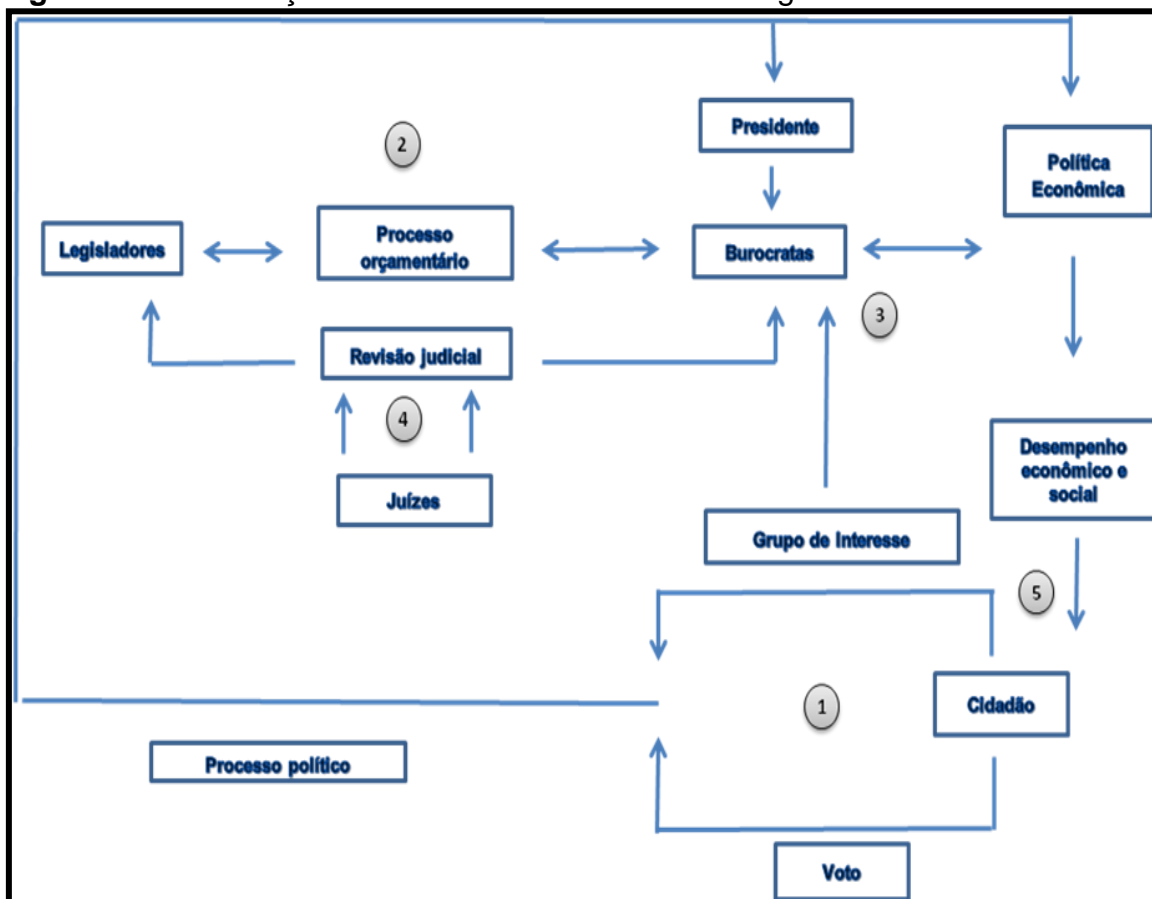 Presidente
2
Política
Econômica
Legisladores
Processo
orçamentário
Burocratas
3
Revisão judicial
4
Juízes
Desempenho
econômico e
social
Grupo de Interesse
5
1
Cidadão
Processo político
Voto